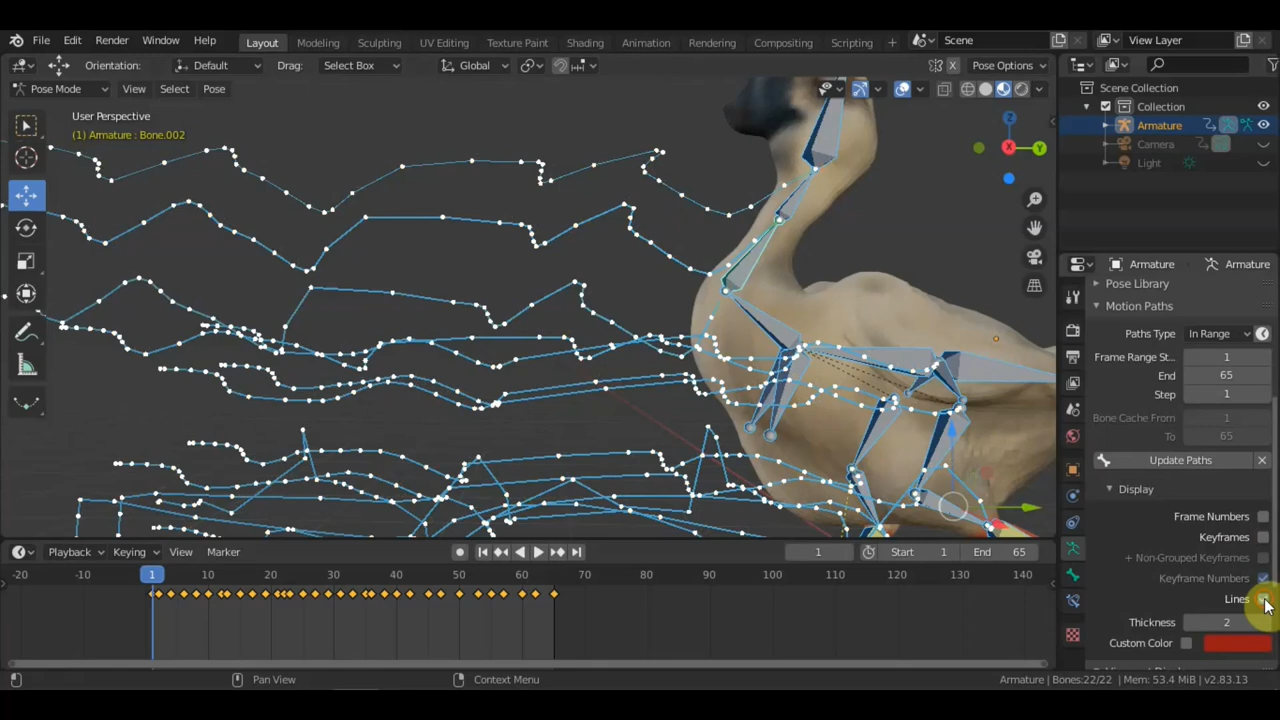 File Edit Render Window Help Layout Modeling Sculpting UV Editing Texture Paint Shading Animation Rendering Compositing Scripting + Scene View Layer
Orientation: Default Drag: Select Box Global X Pose Options
Pose Mode View Select Pose
User Perspective
(1) Armature : Bone.002
Z
X Y
Scene Collection
Collection
Armature
Camera
Light
Armature Armature
Pose Library
Motion Paths
Paths Type In Range
Frame Range St... 1
End 65
Step 1
Bone Cache From 1
To 65
Update Paths
Display
Frame Numbers
Keyframes
+ Non-Grouped Keyframes
Keyframe Numbers
Lines
Thickness 2
Custom Color
Playback Keying View Marker 1 Start 1 End 65
-20 -10 1 10 20 30 40 50 60 70 80 90 100 110 120 130 140
Pan View Context Menu Armature | Bones:22/22 | Mem: 53.4 MiB | v2.83.13